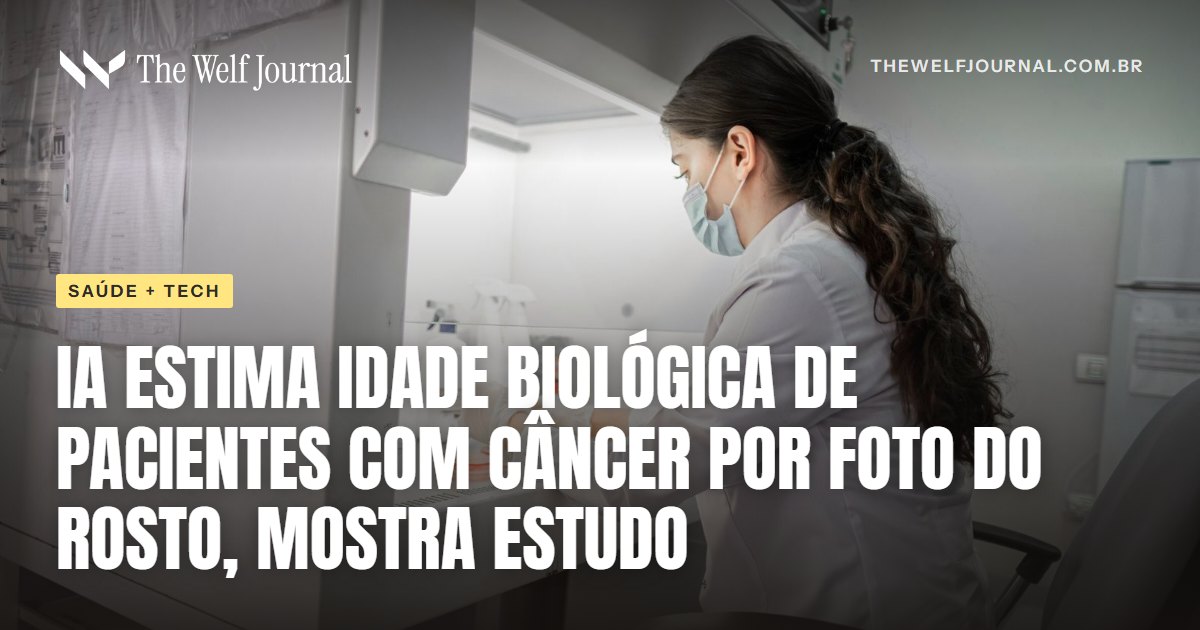 The Welf Journal
THEWELFJOURNAL.COM.BR
SAÚDE + TECH
IA ESTIMA IDADE BIOLÓGICA DE
PACIENTES COM CÂNCER POR FOTO DO
ROSTO, MOSTRA ESTUDO